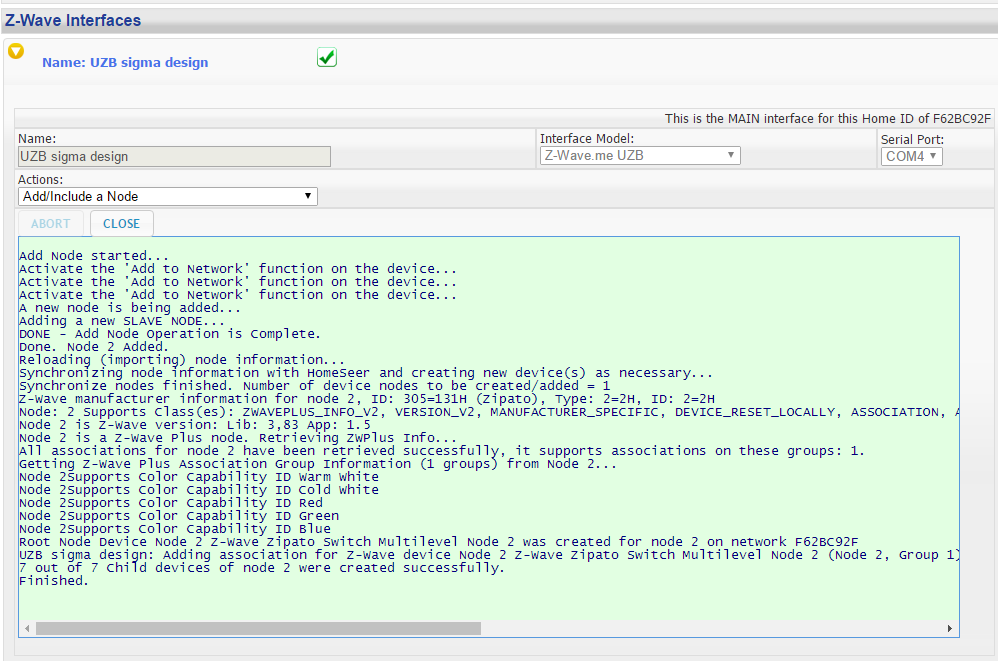 Z-Wave Interfaces
Name: UZB sigma design
This is the MAIN interface for this Home ID of F62BC92F
Name:
Interface Model:
Serial Port:
UZB sigma design
Z-Wave.me UZB
COM4
Actions:
Add/Include a Node
ABORT
CLOSE
Add Node started...
Activate the 'Add to Network' function on the device...
Activate the 'Add to Network' function on the device...
Activate the 'Add to Network' function on the device...
A new node is being added...
Adding a new SLAVE NODE...
DONE - Add Node Operation is Complete.
Done. Node 2 Added.
Reloading (importing) node information...
Synchronizing node information with HomeSeer and creating new device(s) as necessary...
Synchronize nodes finished. Number of device nodes to be created/added = 1
Z-Wave manufacturer information for node 2, ID: 305=131H (Zipato), Type: 2=2H, ID: 2=2H
Node: 2 Supports Class(es): ZWAVEPLUS_INFO_V2, VERSION_V2, MANUFACTURER_SPECIFIC, DEVICE_RESET_LOCALLY, ASSOCIATION,
Node 2 is Z-Wave version: Lib: 3,83 App: 1.5
Node 2 is a Z-Wave Plus node. Retrieving ZWPlus Info...
All associations for node 2 have been retrieved successfully, it supports associations on these groups: 1.
Getting Z-Wave Plus Association Group Information (1 groups) from Node 2...
Node 2Supports Color Capability ID Warm White
Node 2Supports Color Capability ID Cold White
Node 2Supports Color Capability ID Red
Node 2Supports Color Capability ID Green
Node 2Supports Color Capability ID Blue
Root Node Device Node 2 Z-Wave Zipato Switch Multilevel Node 2 was created for node 2 on network F62BC92F
UZB sigma design: Adding association for Z-Wave device Node 2 Z-Wave Zipato Switch Multilevel Node 2 (Node 2, Group 1)
7 out of 7 Child devices of node 2 were created successfully.
Finished.